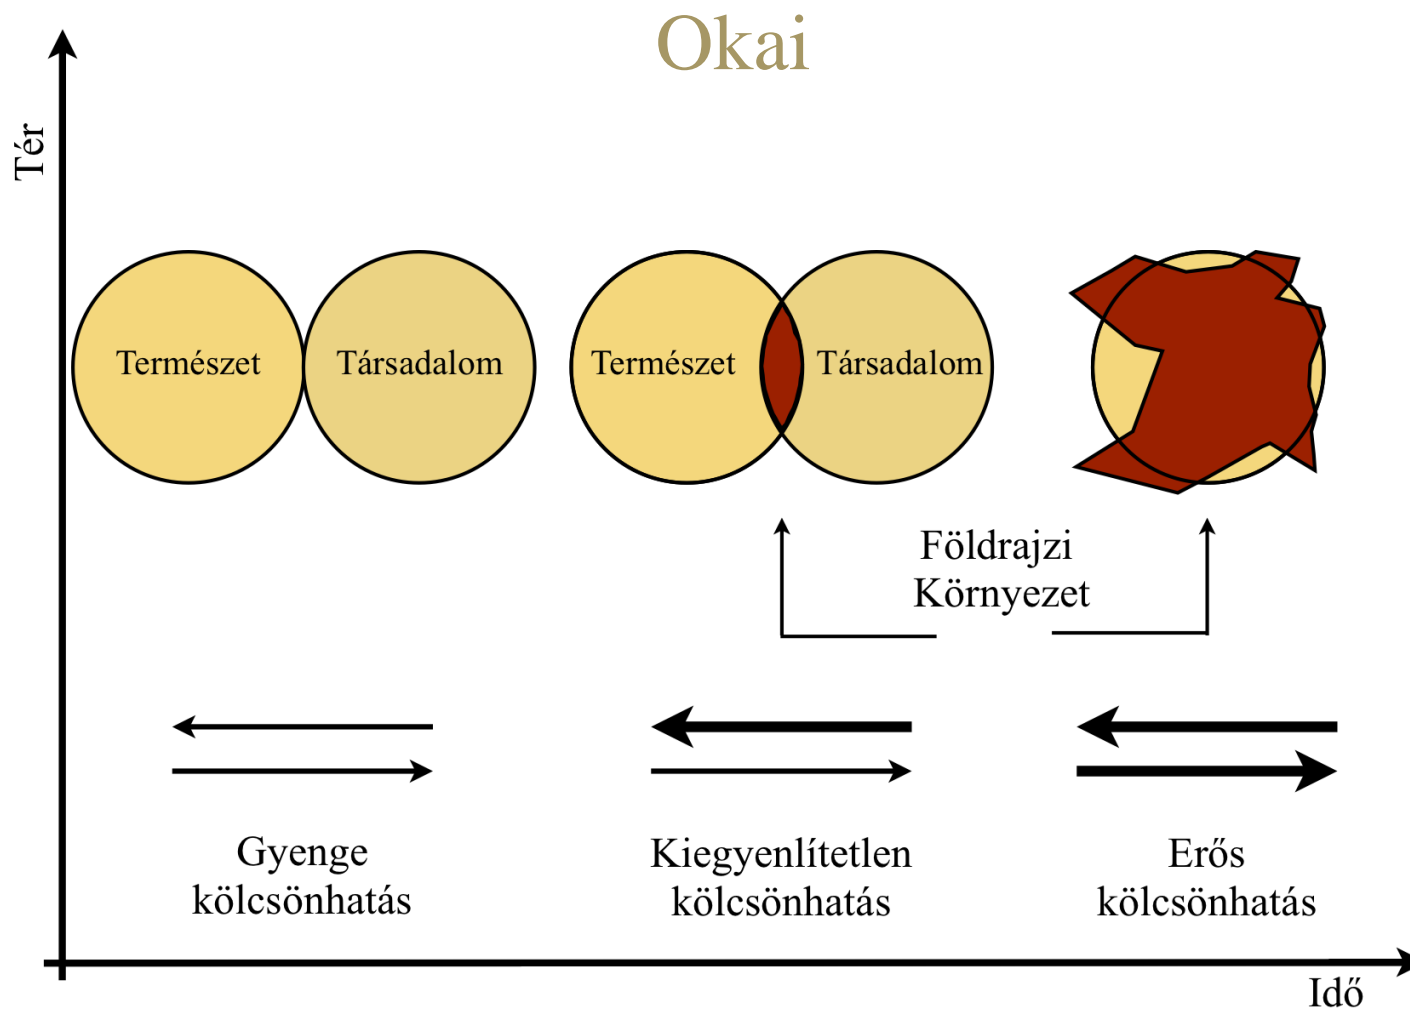 Okai
Tér
Természet
Társadalom
Természet
Társadalom
Földrajzi
Környezet
Gyenge
kölcsönhatás
Kiegyenlítetlen
kölcsönhatás
Erős
kölcsönhatás
Idő